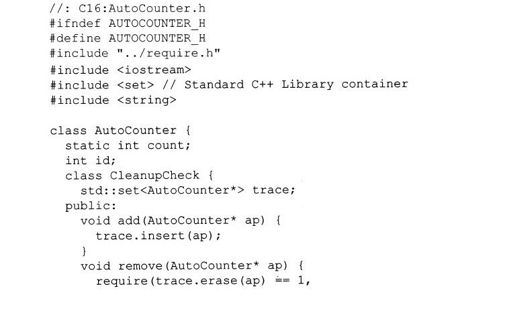 //: C16:AutoCounter.h
#ifndef AUTOCOUNTER_H
#define AUTOCOUNTER_H
#include "../require.h"
#include <iostream>
#include <set> // Standard C++ Library container
#include <string>

class AutoCounter {
  static int count;
  int id;
  class CleanupCheck {
    std::set<AutoCounter*> trace;
  public:
    void add(AutoCounter* ap) {
      trace.insert(ap);
    }
    void remove(AutoCounter* ap) {
      require(trace.erase(ap) == 1,